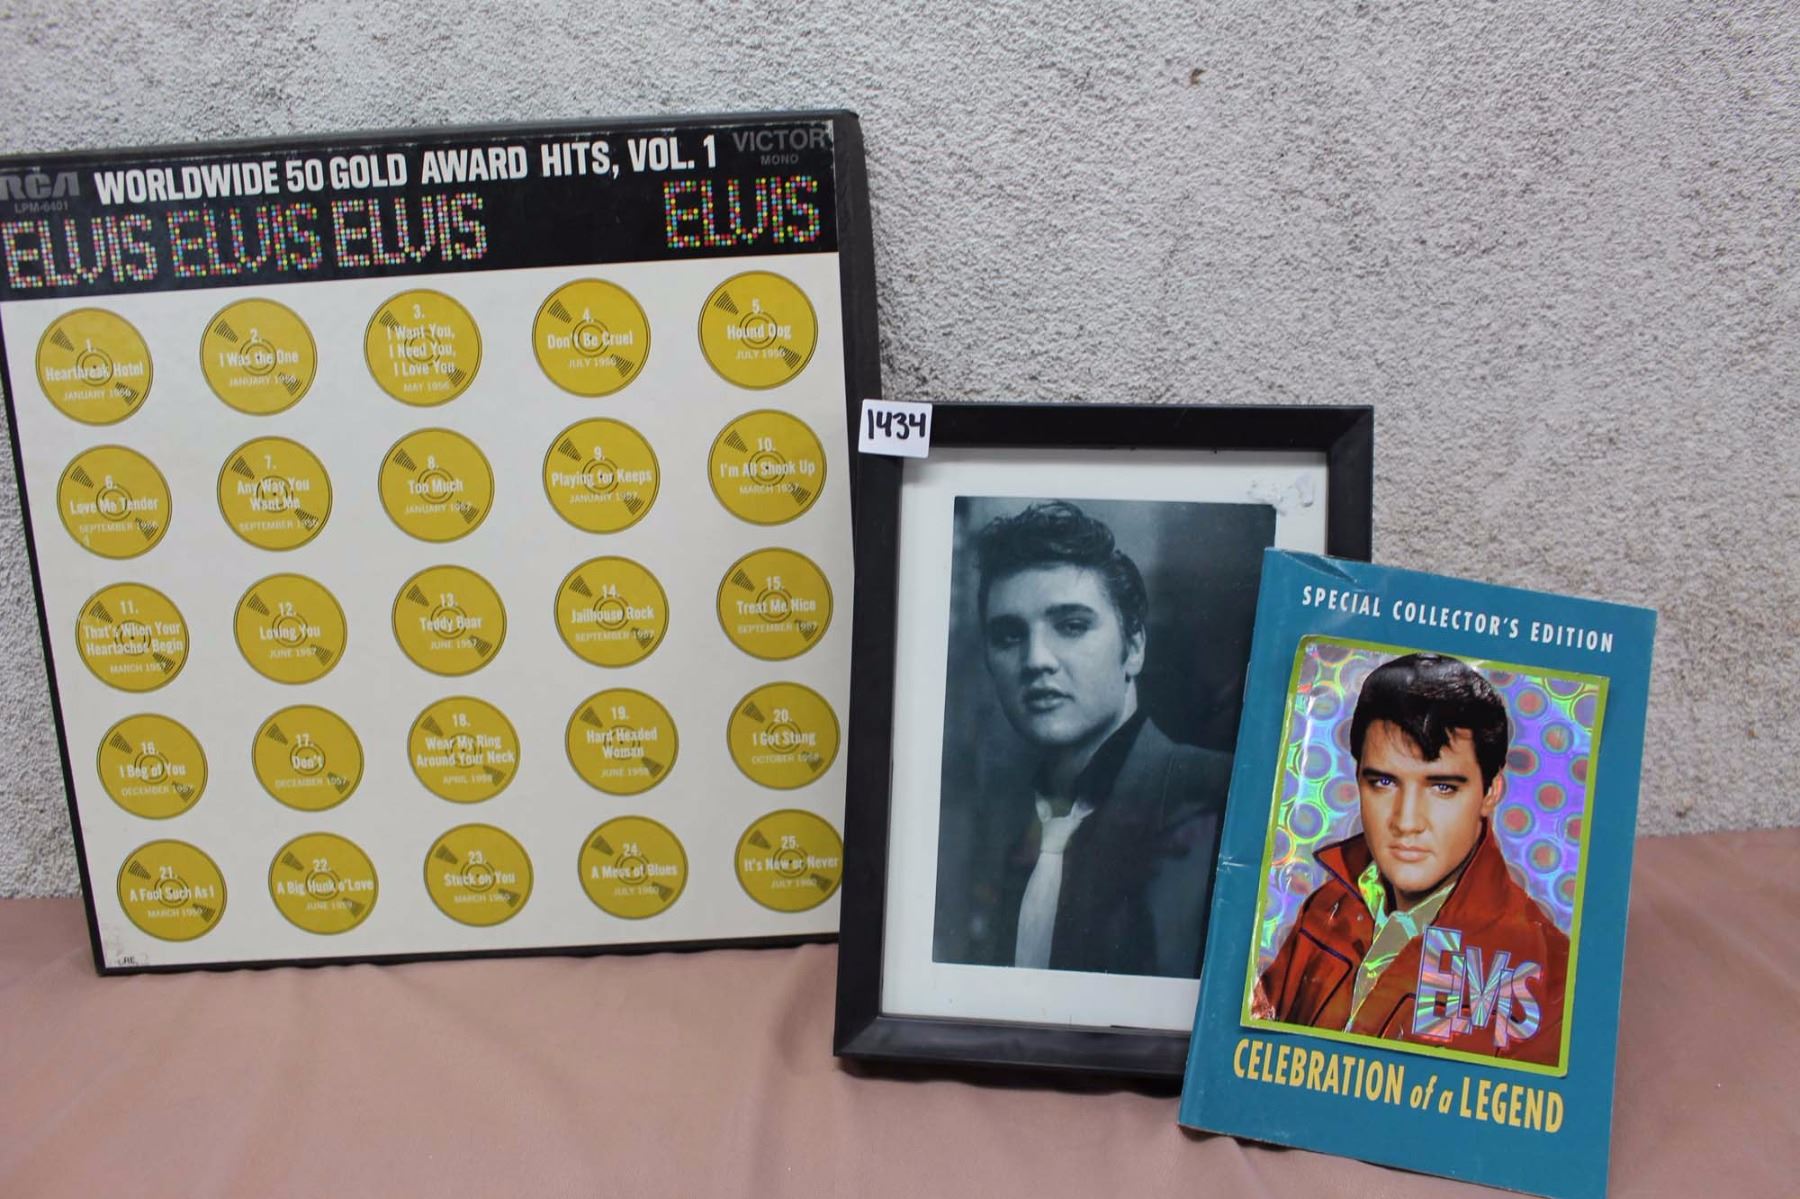 RCA
WORLDWIDE 50 GOLD AWARD HITS, VOL. 1
VICTOR
MONO
LPM-6401
ELVIS ELVIS ELVIS ELVIS
1.
Heartbreak Hotel
JANUARY 1956
2.
I Was the One
JANUARY 1956
3.
I Want You,
I Need You,
I Love You
MAY 1956
4.
Don't Be Cruel
JULY 1956
5.
Hound Dog
JULY 1956
6.
Love Me Tender
SEPTEMBER 1956
7.
Any Way You
Want Me
SEPTEMBER 1956
8.
Too Much
JANUARY 1957
9.
Playing for Keeps
JANUARY 1957
10.
I'm All Shook Up
MARCH 1957
11.
That's When Your
Heartaches Begin
MARCH 1957
12.
Loving You
JUNE 1957
13.
Teddy Bear
JUNE 1957
14.
Jailhouse Rock
SEPTEMBER 1957
15.
Treat Me Nice
SEPTEMBER 1957
16.
I Beg of You
DECEMBER 1957
17.
Don't
DECEMBER 1957
18.
Wear My Ring
Around Your Neck
APRIL 1958
19.
Hard Headed
Woman
JUNE 1958
20.
I Got Stung
OCTOBER 1958
21.
A Fool Such As I
MARCH 1959
22.
A Big Hunk o'Love
JUNE 1959
23.
Stuck on You
MARCH 1960
24.
A Mess of Blues
JULY 1960
25.
It's Now or Never
JULY 1960
1434
SPECIAL COLLECTOR'S EDITION
ELVIS
CELEBRATION of a LEGEND